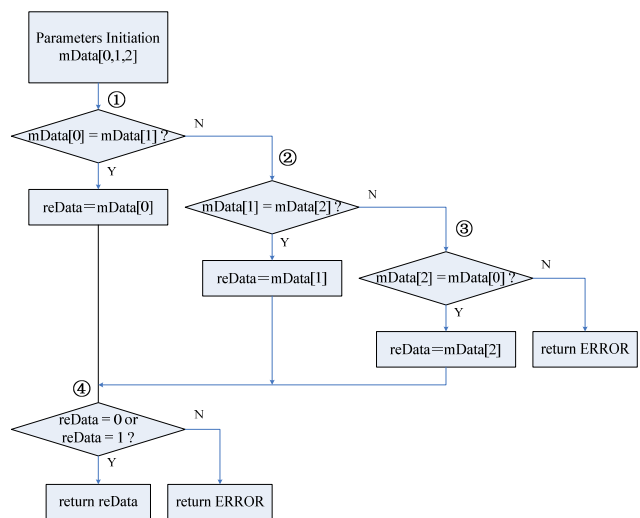 Parameters Initiation
mData[0,1,2]
①
mData[0] = mData[1] ?
N
Y
②
reData＝mData[0]
mData[1] = mData[2] ?
N
Y
③
reData＝mData[1]
mData[2] = mData[0] ?
N
Y
reData＝mData[2]
return ERROR
④
reData = 0 or
reData = 1 ?
N
Y
return reData
return ERROR